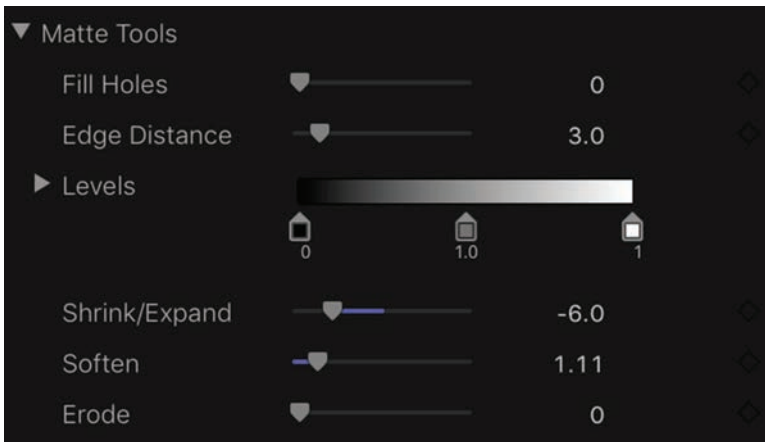 Matte Tools
Fill Holes 0
Edge Distance 3.0
Levels
0 1.0 1
Shrink/Expand -6.0
Soften 1.11
Erode 0